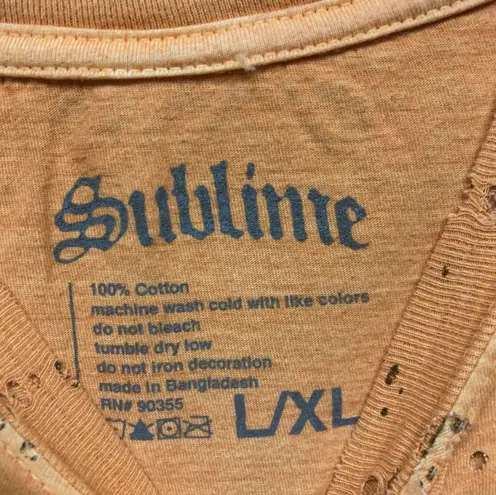 Sublime
100% Cotton
machine wash cold with like colors
do not bleach
tumble dry low
do not iron decoration
made in Bangladesh
RN# 90355
L/XL